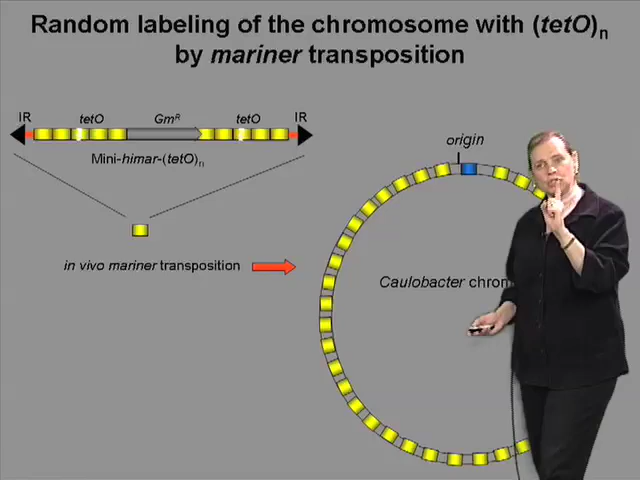 Random labeling of the chromosome with (tetO)n
by mariner transposition
IR tetO GmR tetO IR
Mini-himar-(tetO)n
origin
in vivo mariner transposition
Caulobacter chrom